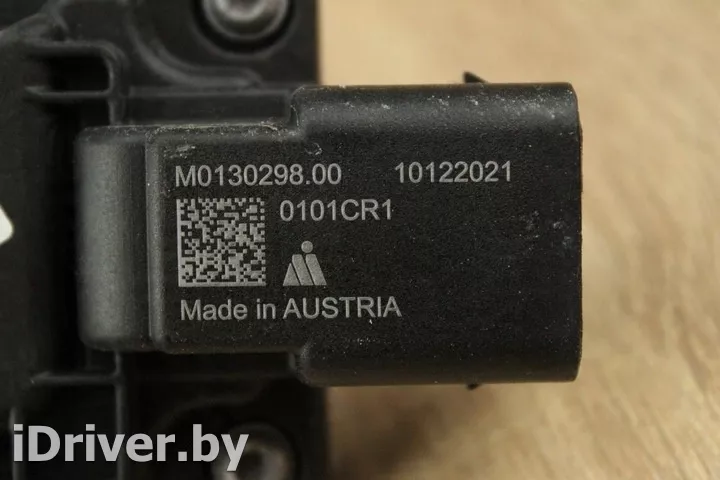 M0130298.00 10122021
0101CR1
Made in AUSTRIA
iDriver.by